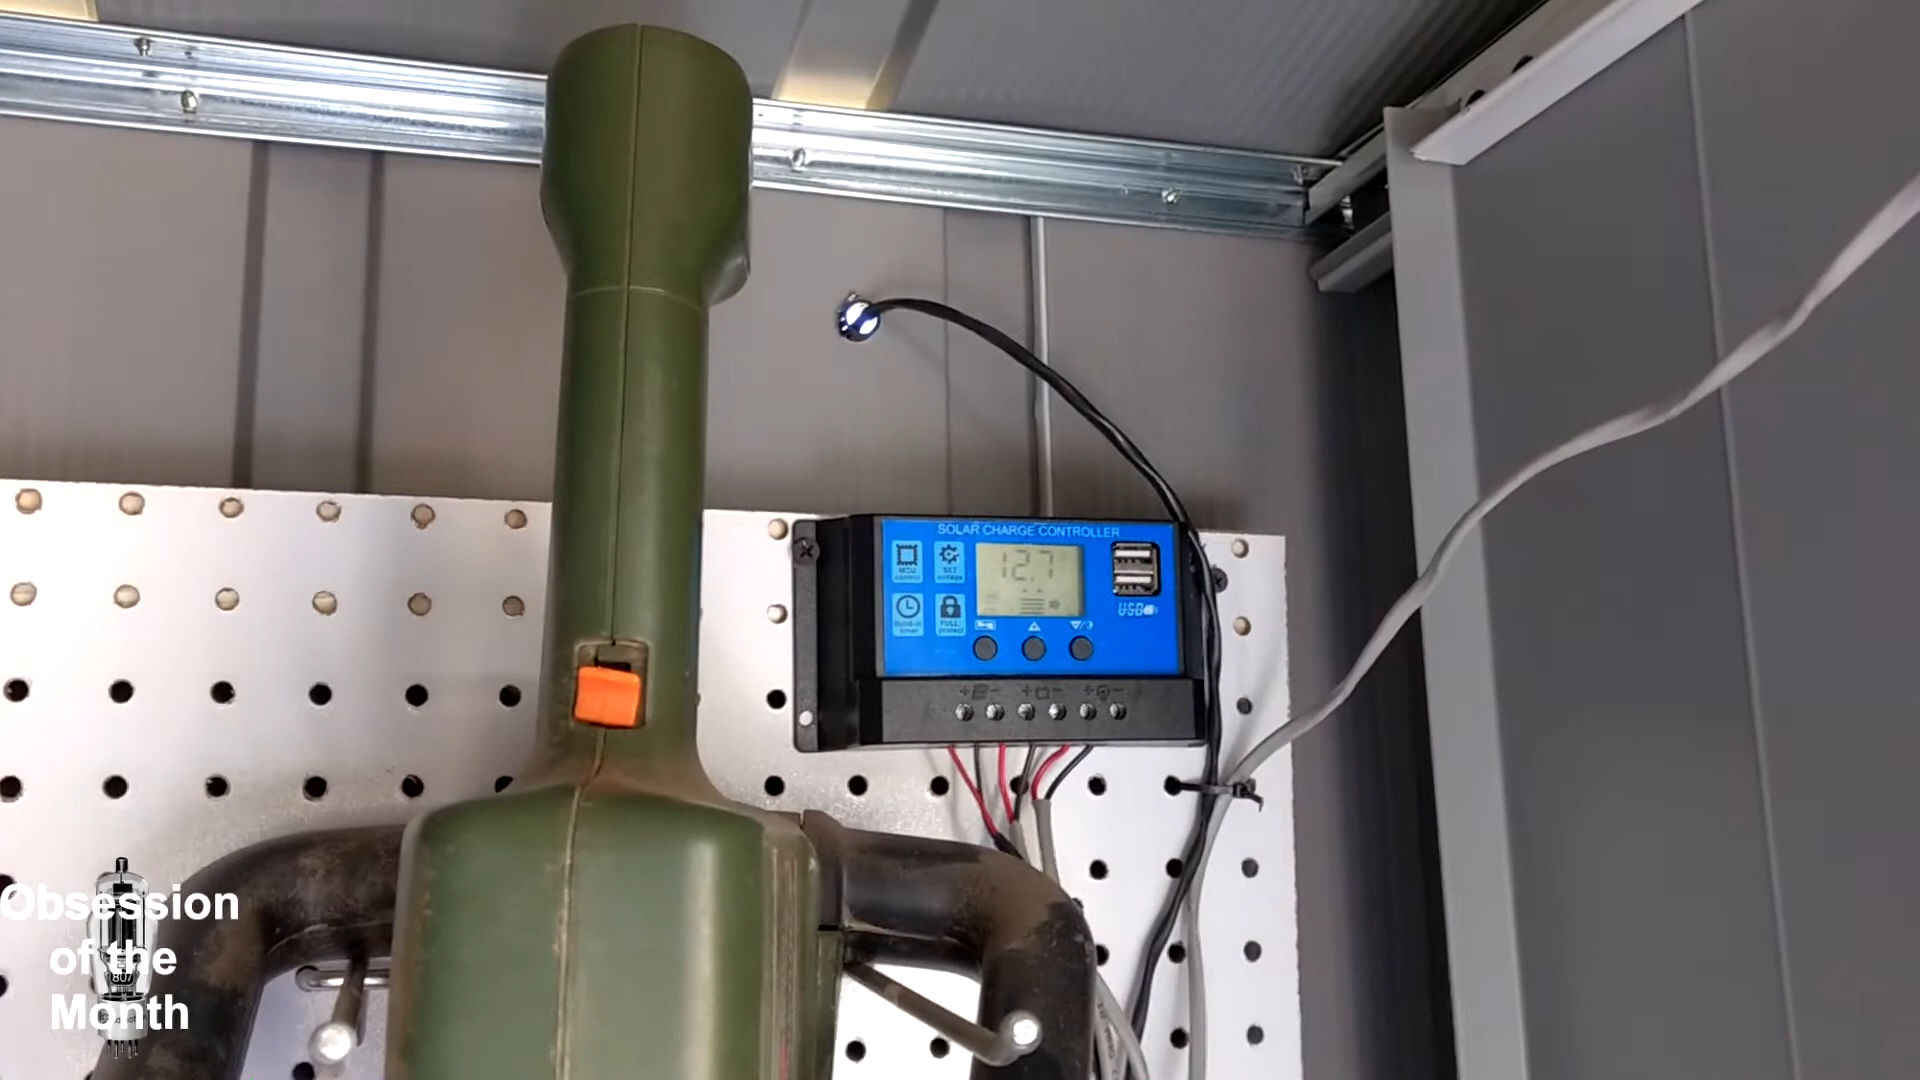 SOLAR CHARGE CONTROLLER
MCU
control
SET
voltage
12.7
Build-in
timer
FULL
protect
USB
Obsession
of the
Month
807